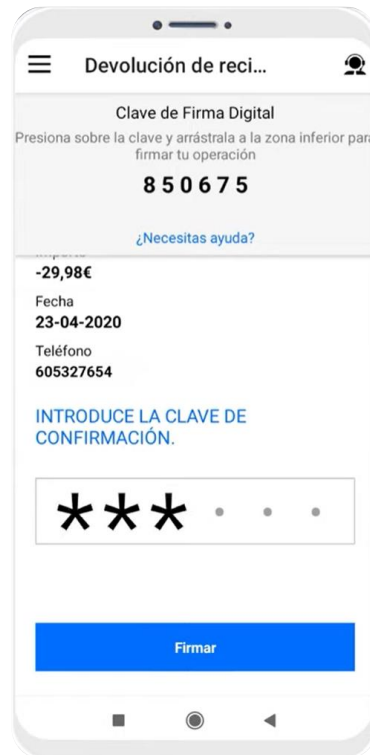 Devolución de reci...
Clave de Firma Digital
Presiona sobre la clave y arrástrala a la zona inferior para
firmar tu operación
850675
¿Necesitas ayuda?
-29,98€
Fecha
23-04-2020
Teléfono
605327654
INTRODUCE LA CLAVE DE
CONFIRMACIÓN.
***
Firmar